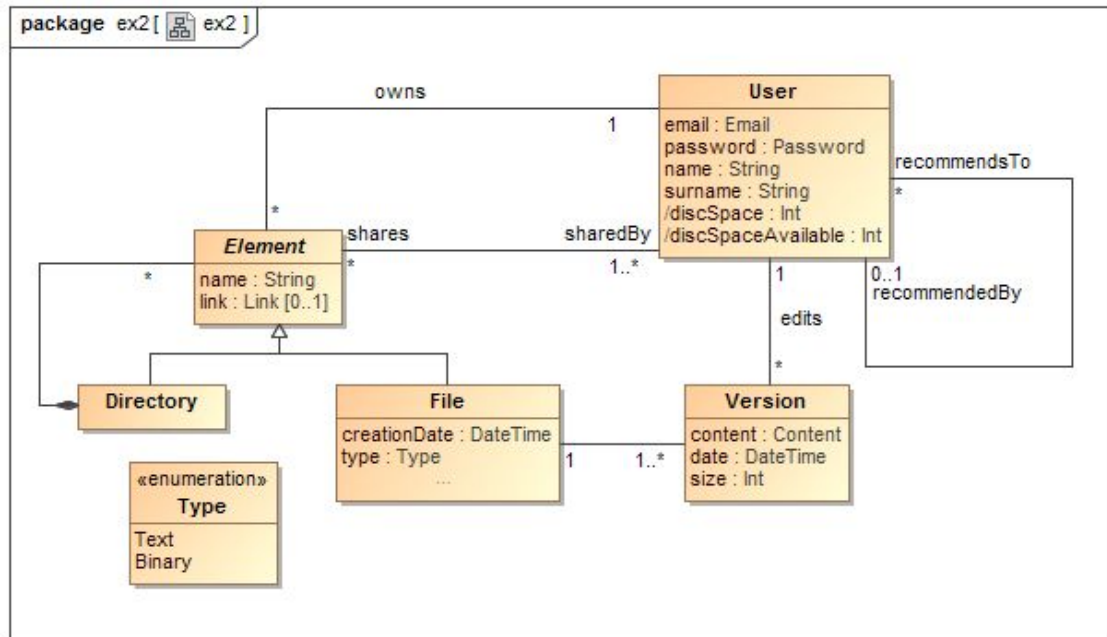 package ex2 [ ex2 ]
owns
1
*
User
email : Email
password : Password
name : String
surname : String
/discSpace : Int
/discSpaceAvailable : Int
recommendsTo
*
0..1
recommendedBy
Element
name : String
link : Link [0..1]
shares
*
sharedBy
1..*
*
1
edits
*
Directory
File
creationDate : DateTime
type : Type
...
1
1..*
Version
content : Content
date : DateTime
size : Int
«enumeration»
Type
Text
Binary